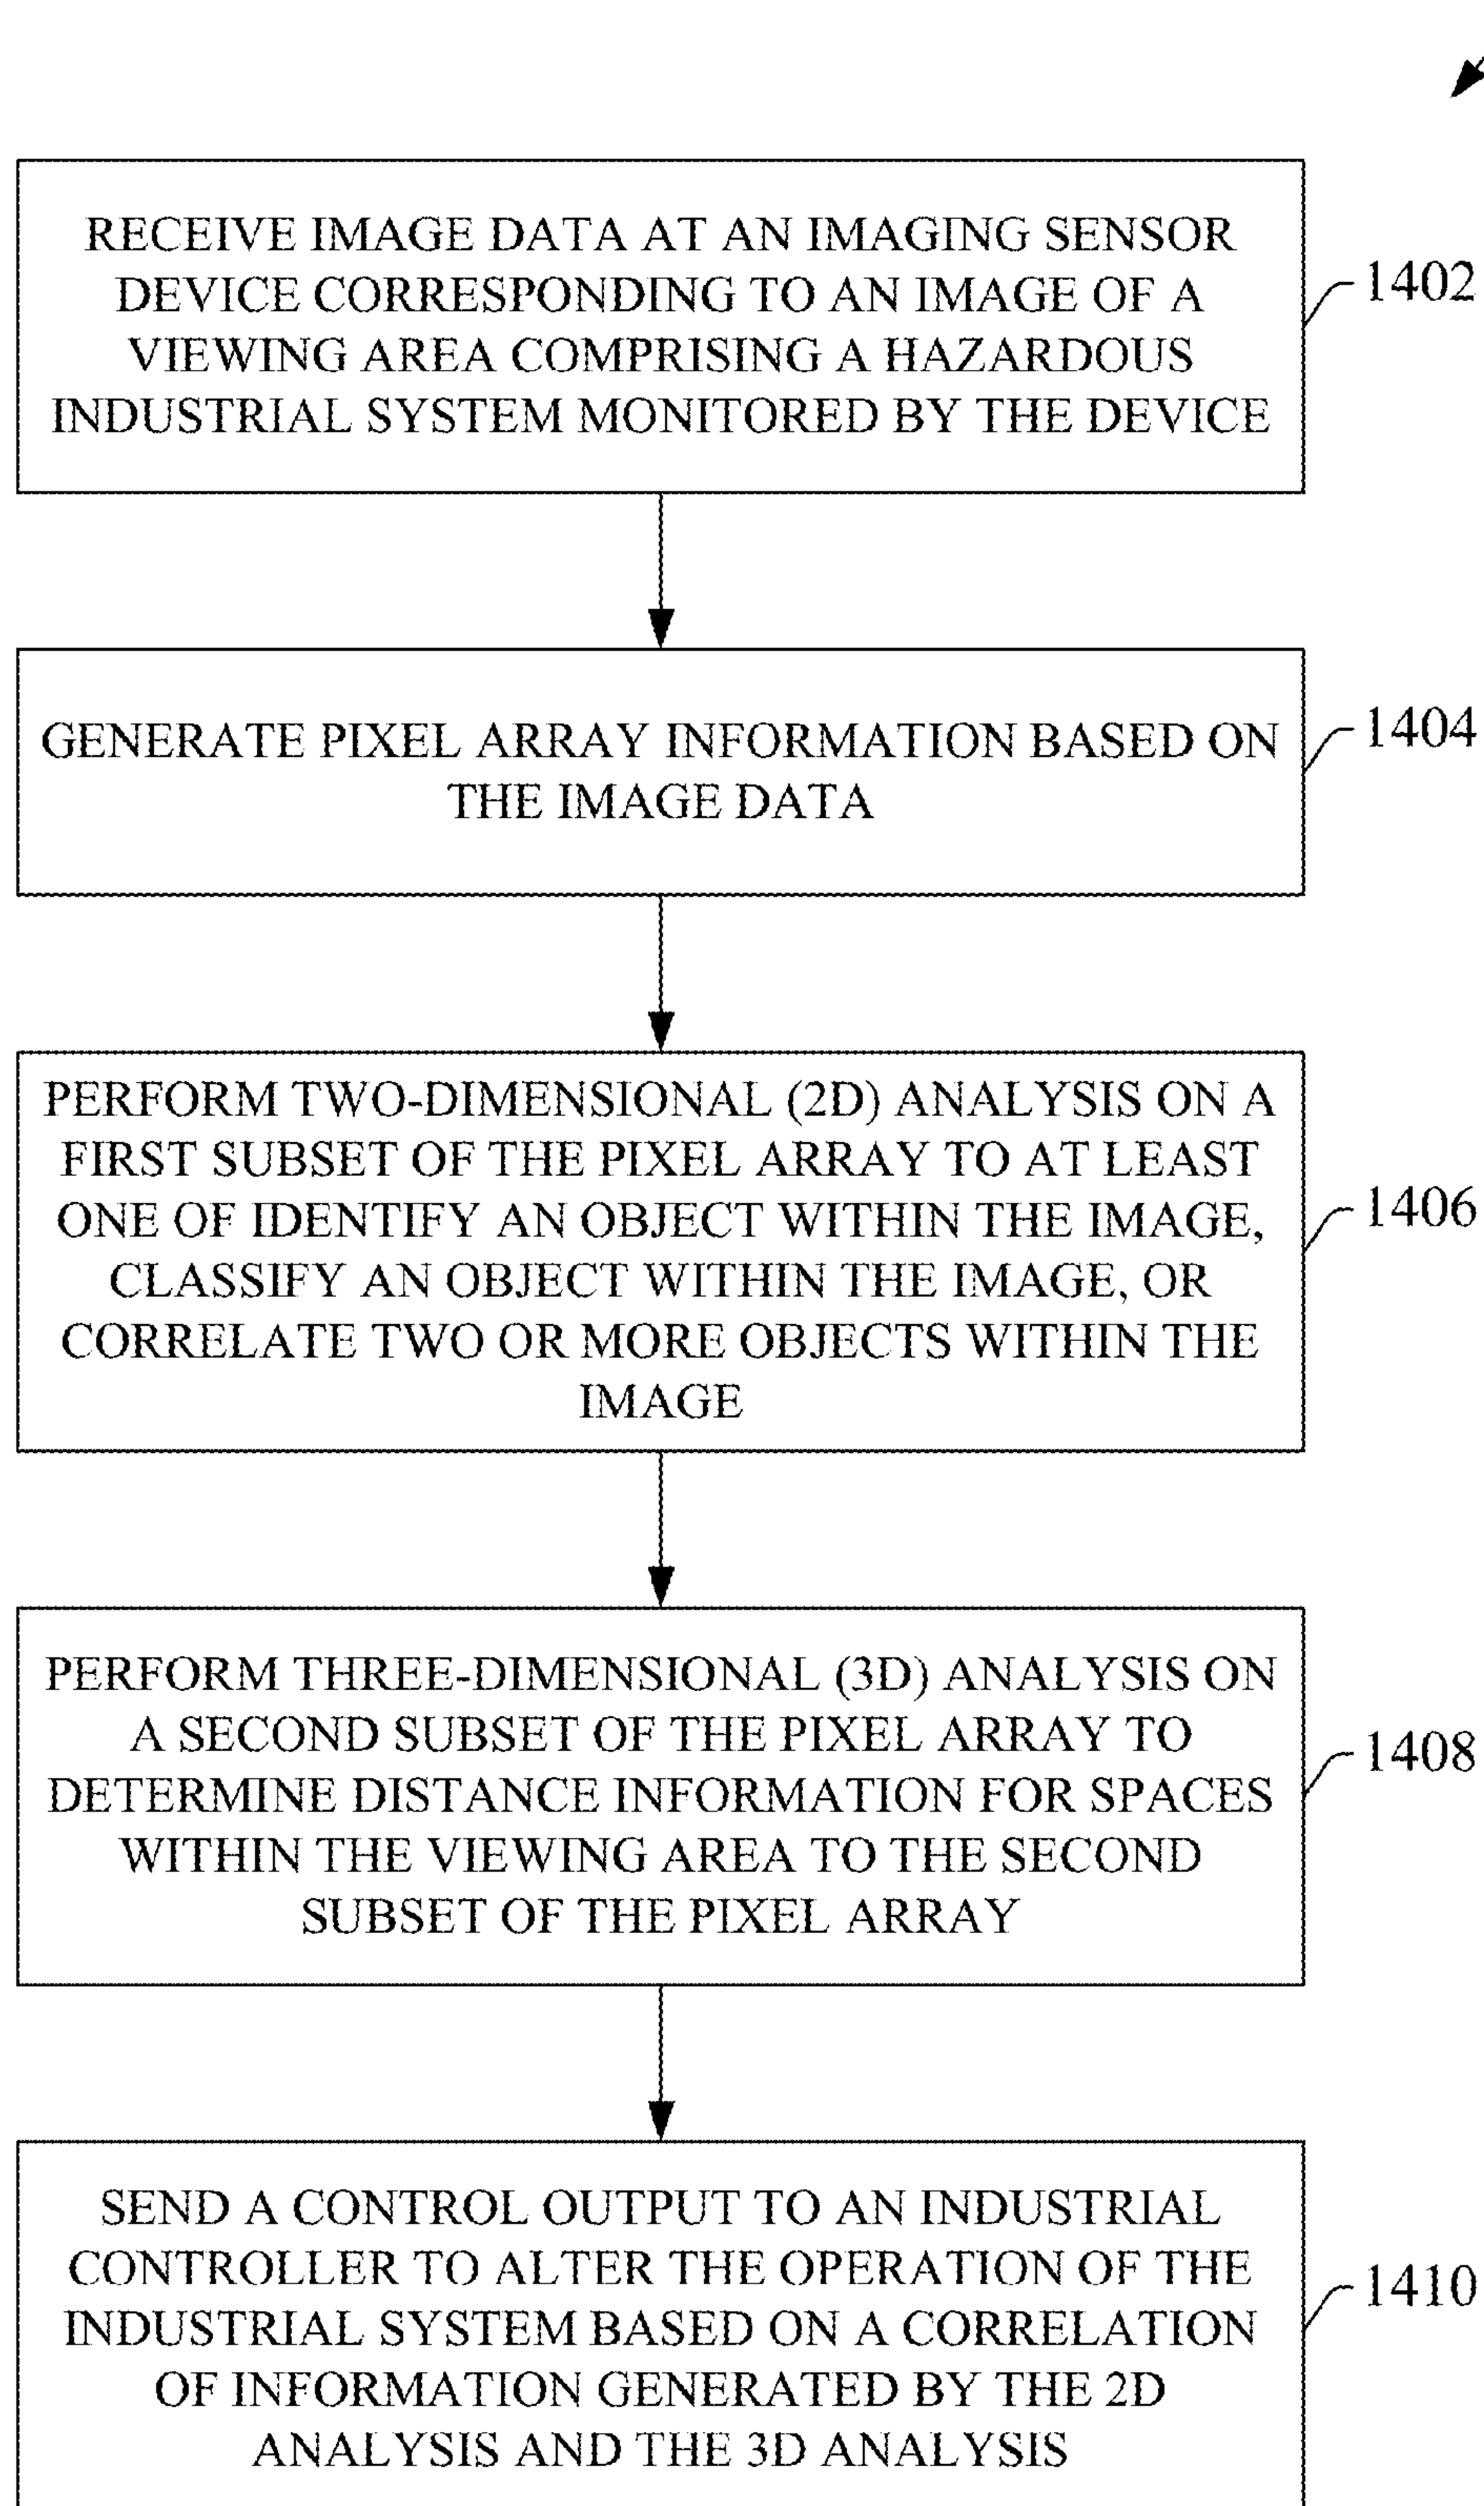 RECEIVE IMAGE DATA AT AN IMAGING SENSOR
DEVICE CORRESPONDING TO AN IMAGE OF A
VIEWING AREA COMPRISING A HAZARDOUS
INDUSTRIAL SYSTEM MONITORED BY THE DEVICE
1402
GENERATE PIXEL ARRAY INFORMATION BASED ON
THE IMAGE DATA
1404
PERFORM TWO-DIMENSIONAL (2D) ANALYSIS ON A
FIRST SUBSET OF THE PIXEL ARRAY TO AT LEAST
ONE OF IDENTIFY AN OBJECT WITHIN THE IMAGE,
CLASSIFY AN OBJECT WITHIN THE IMAGE, OR
CORRELATE TWO OR MORE OBJECTS WITHIN THE
IMAGE
1406
PERFORM THREE-DIMENSIONAL (3D) ANALYSIS ON
A SECOND SUBSET OF THE PIXEL ARRAY TO
DETERMINE DISTANCE INFORMATION FOR SPACES
WITHIN THE VIEWING AREA TO THE SECOND
SUBSET OF THE PIXEL ARRAY
1408
SEND A CONTROL OUTPUT TO AN INDUSTRIAL
CONTROLLER TO ALTER THE OPERATION OF THE
INDUSTRIAL SYSTEM BASED ON A CORRELATION
OF INFORMATION GENERATED BY THE 2D
ANALYSIS AND THE 3D ANALYSIS
1410